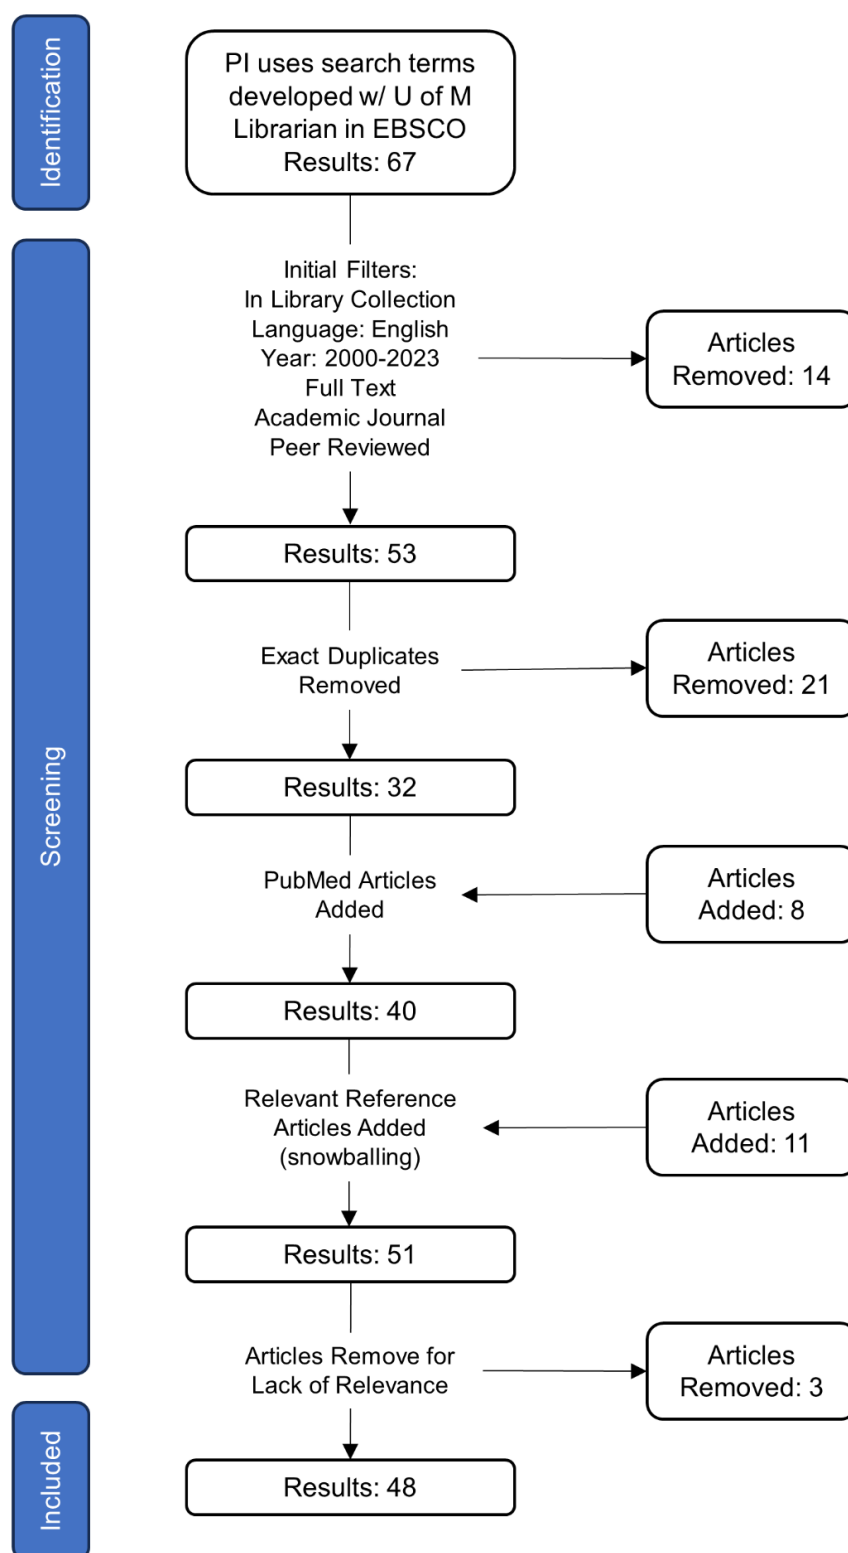 Identification
PI uses search terms
developed w/ U of M
Librarian in EBSCO
Results: 67
Screening
Initial Filters:
In Library Collection
Language: English
Year: 2000-2023
Full Text
Academic Journal
Peer Reviewed
Articles
Removed: 14
Results: 53
Exact Duplicates
Removed
Articles
Removed: 21
Results: 32
PubMed Articles
Added
Articles
Added: 8
Results: 40
Relevant Reference
Articles Added
(snowballing)
Articles
Added: 11
Results: 51
Articles Remove for
Lack of Relevance
Articles
Removed: 3
Included
Results: 48